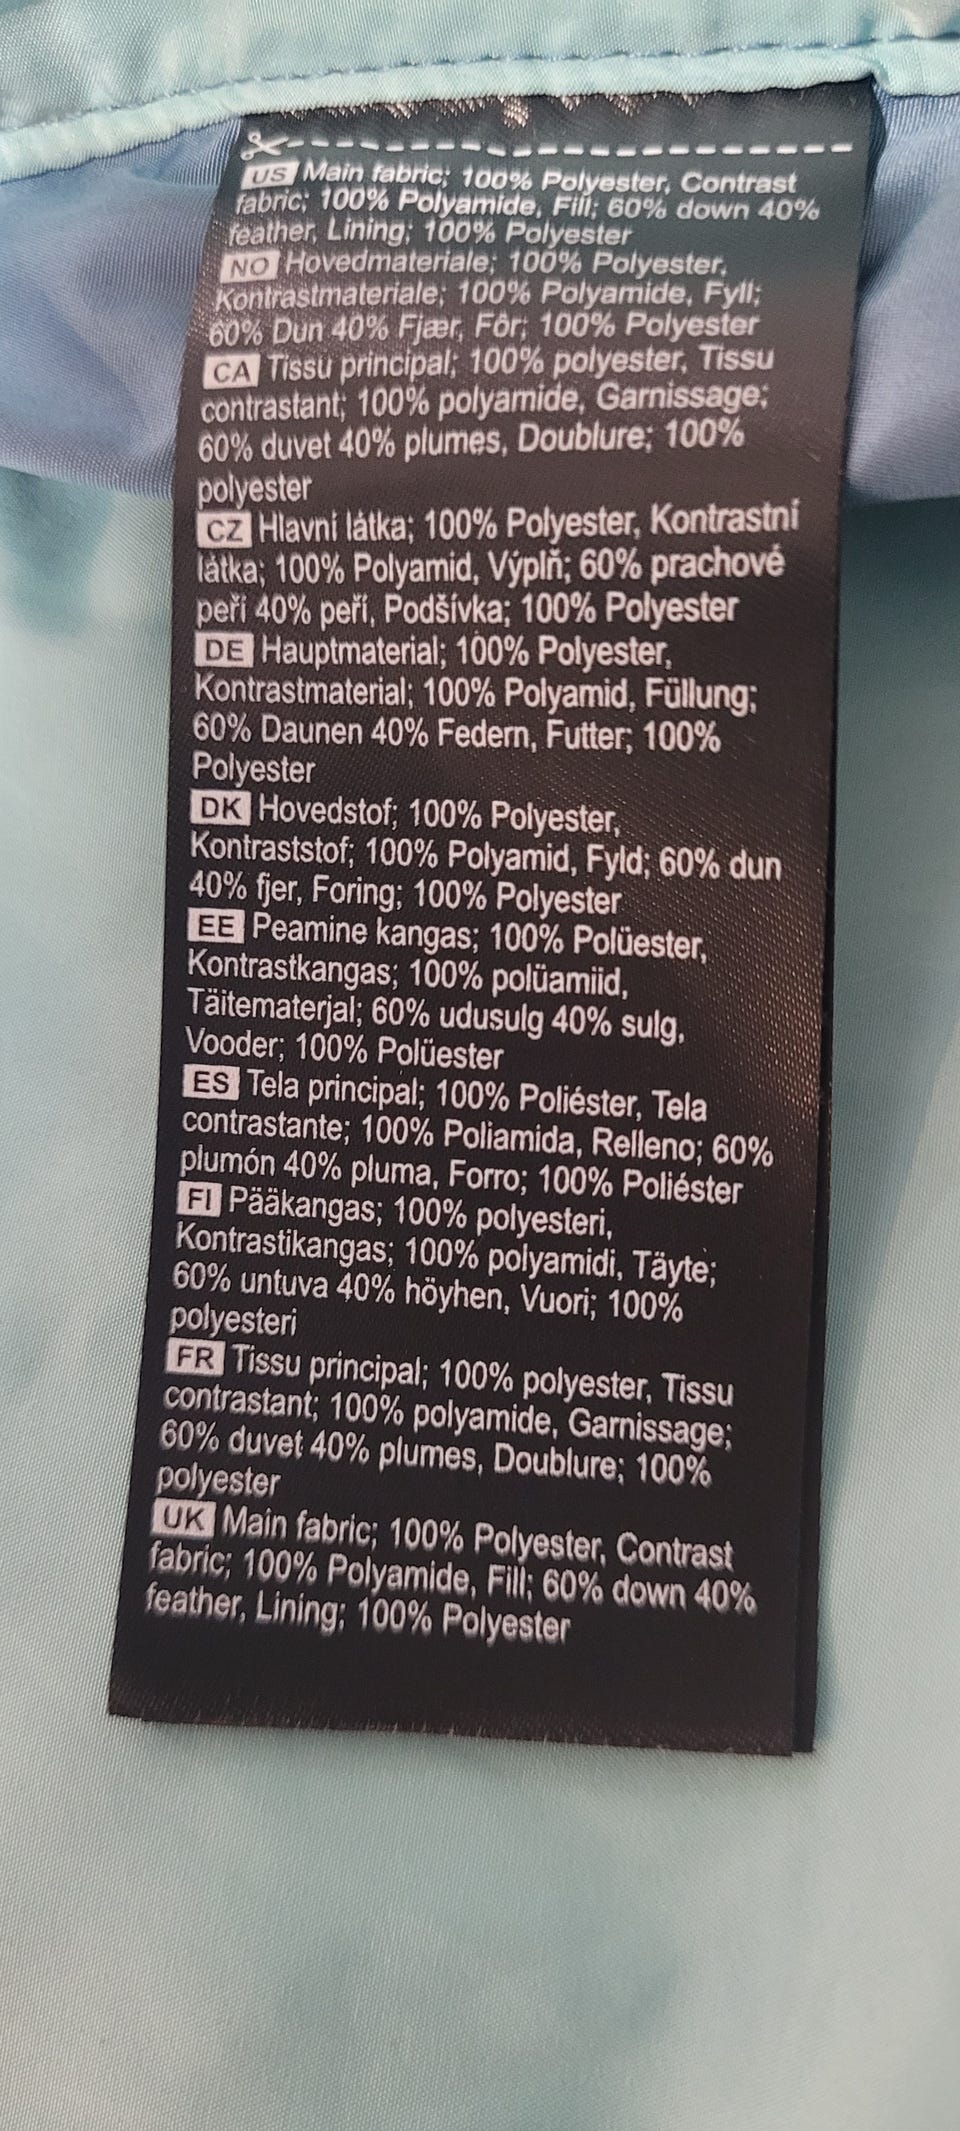 US Main fabric; 100% Polyester, Contrast
fabric; 100% Polyamide, Fill; 60% down 40%
feather, Lining; 100% Polyester
NO Hovedmateriale; 100% Polyester,
Kontrastmateriale; 100% Polyamide, Fyll;
60% Dun 40% Fjær, Fôr; 100% Polyester
CA Tissu principal; 100% polyester, Tissu
contrastant; 100% polyamide, Garnissage;
60% duvet 40% plumes, Doublure; 100%
polyester
CZ Hlavní látka; 100% Polyester, Kontrastní
látka; 100% Polyamid, Výplň; 60% prachové
peří 40% peří, Podšívka; 100% Polyester
DE Hauptmaterial; 100% Polyester,
Kontrastmaterial; 100% Polyamid, Füllung;
60% Daunen 40% Federn, Futter; 100%
Polyester
DK Hovedstof; 100% Polyester,
Kontraststof; 100% Polyamid, Fyld; 60% dun
40% fjer, Foring; 100% Polyester
EE Peamine kangas; 100% Polüester,
Kontrastkangas; 100% polüamiid,
Täitematerjal; 60% udusulg 40% sulg,
Vooder; 100% Polüester
ES Tela principal; 100% Poliéster, Tela
contrastante; 100% Poliamida, Relleno; 60%
plumón 40% pluma, Forro; 100% Poliéster
FI Pääkangas; 100% polyesteri,
Kontrastikangas; 100% polyamidi, Täyte;
60% untuva 40% höyhen, Vuori; 100%
polyesteri
FR Tissu principal; 100% polyester, Tissu
contrastant; 100% polyamide, Garnissage;
60% duvet 40% plumes, Doublure; 100%
polyester
UK Main fabric; 100% Polyester, Contrast
fabric; 100% Polyamide, Fill; 60% down 40%
feather, Lining; 100% Polyester